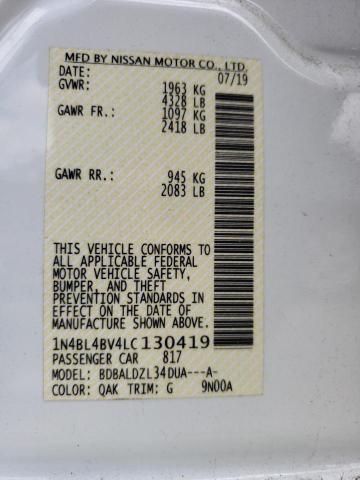 MFD BY NISSAN MOTOR CO., LTD.
DATE: 07/19
GVWR: 1963 KG
4328 LB
GAWR FR.: 1097 KG
2418 LB
GAWR RR.: 945 KG
2083 LB
THIS VEHICLE CONFORMS TO
ALL APPLICABLE FEDERAL
MOTOR VEHICLE SAFETY,
BUMPER, AND THEFT
PREVENTION STANDARDS IN
EFFECT ON THE DATE OF
MANUFACTURE SHOWN ABOVE.
1N4BL4BV4LC130419
PASSENGER CAR 817
MODEL: BDBALDZL34DUA---A-
COLOR: QAK TRIM: G 9N00A